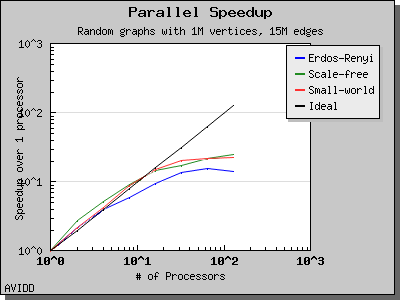 Parallel Speedup
Random graphs with 1M vertices, 15M edges
Speedup over 1 processor
10^3
10^2
10^1
10^0
10^0 10^1 10^2 10^3
# of Processors
Erdos-Renyi
Scale-free
Small-world
Ideal
AVIDD